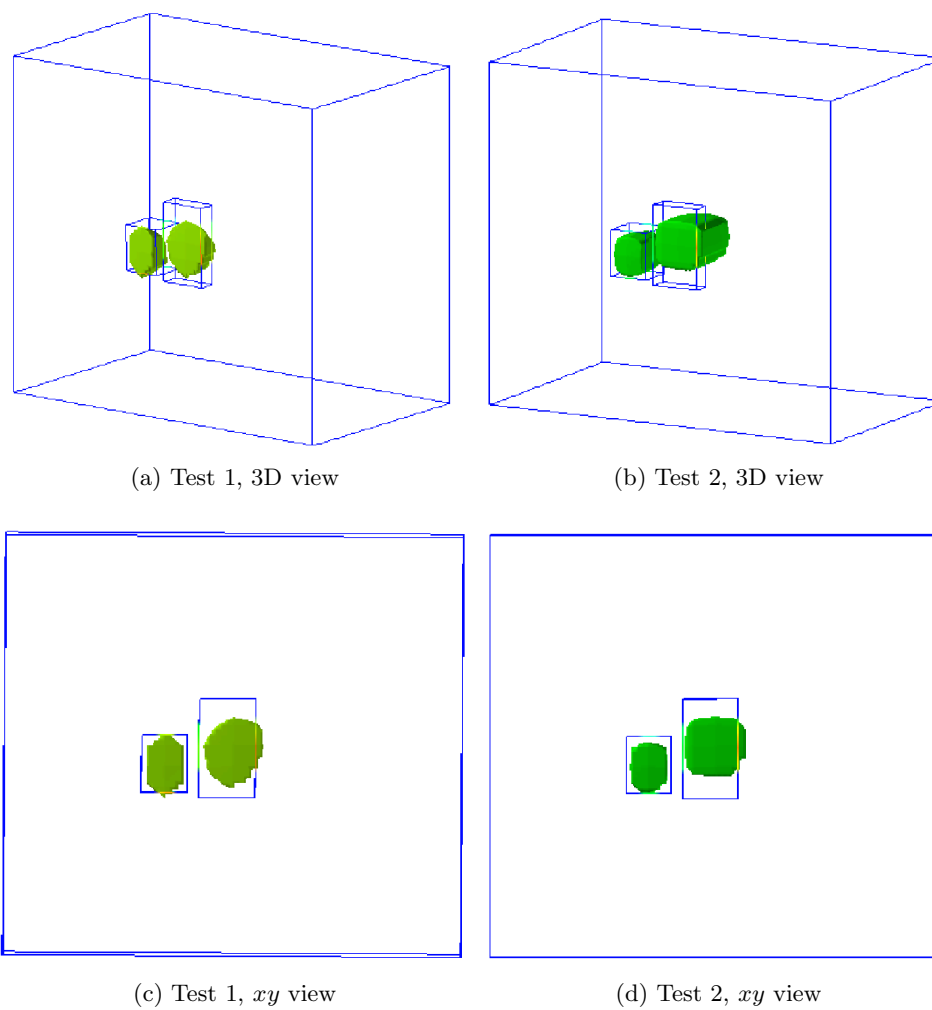 (a) Test 1, 3D view
(b) Test 2, 3D view
(c) Test 1, xy view
(d) Test 2, xy view